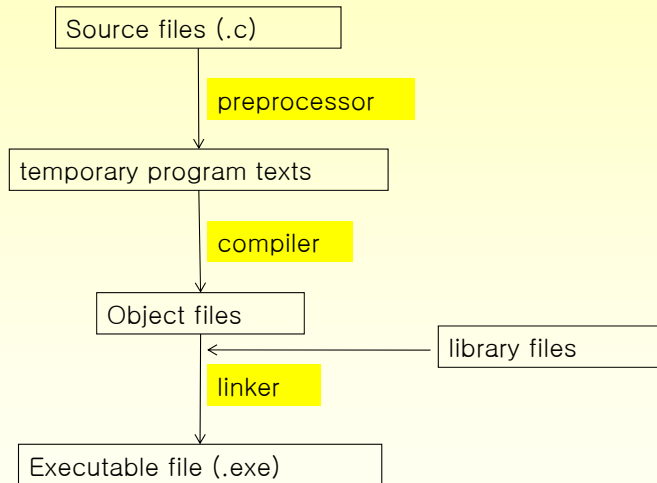 Source files (.c)
preprocessor
temporary program texts
compiler
Object files
library files
linker
Executable file (.exe)